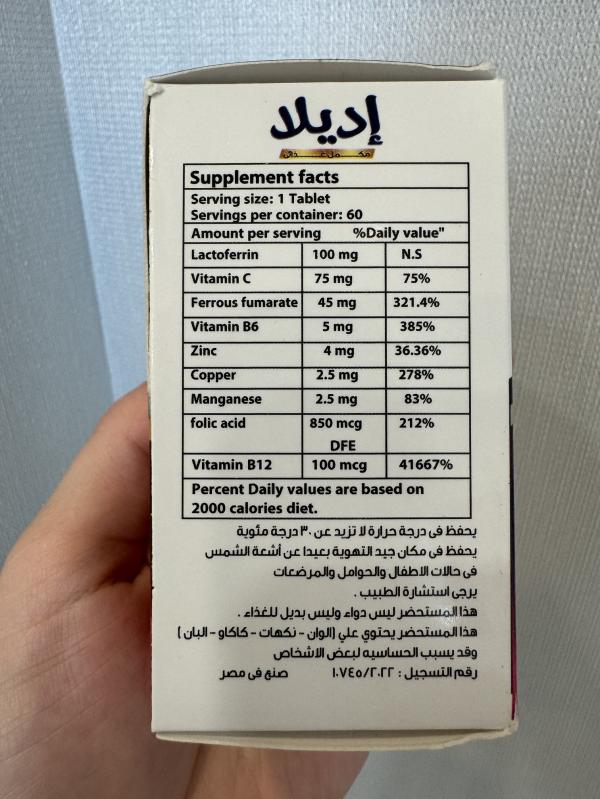 إديلا
مكمل غذائى
Supplement facts
Serving size: 1 Tablet
Servings per container: 60
Amount per serving %Daily value"
Lactoferrin 100 mg N.S
Vitamin C 75 mg 75%
Ferrous fumarate 45 mg 321.4%
Vitamin B6 5 mg 385%
Zinc 4 mg 36.36%
Copper 2.5 mg 278%
Manganese 2.5 mg 83%
folic acid 850 mcg 212%
DFE
Vitamin B12 100 mcg 41667%
Percent Daily values are based on
2000 calories diet.
يحفظ فى درجة حرارة لا تزيد عن ٣٠ درجة مئوية
يحفظ فى مكان جيد التهوية بعيدا عن أشعة الشمس
فى حالات الاطفال والحوامل والمرضعات
يرجى استشارة الطبيب .
هذا المستحضر ليس دواء وليس بديل للغذاء .
هذا المستحضر يحتوي علي (الوان - نكهات - كاكاو - البان )
وقد يسبب الحساسيه لبعض الاشخاص
رقم التسجيل : ١٠٧٤٥/٢٠٢٢ صنع فى مصر